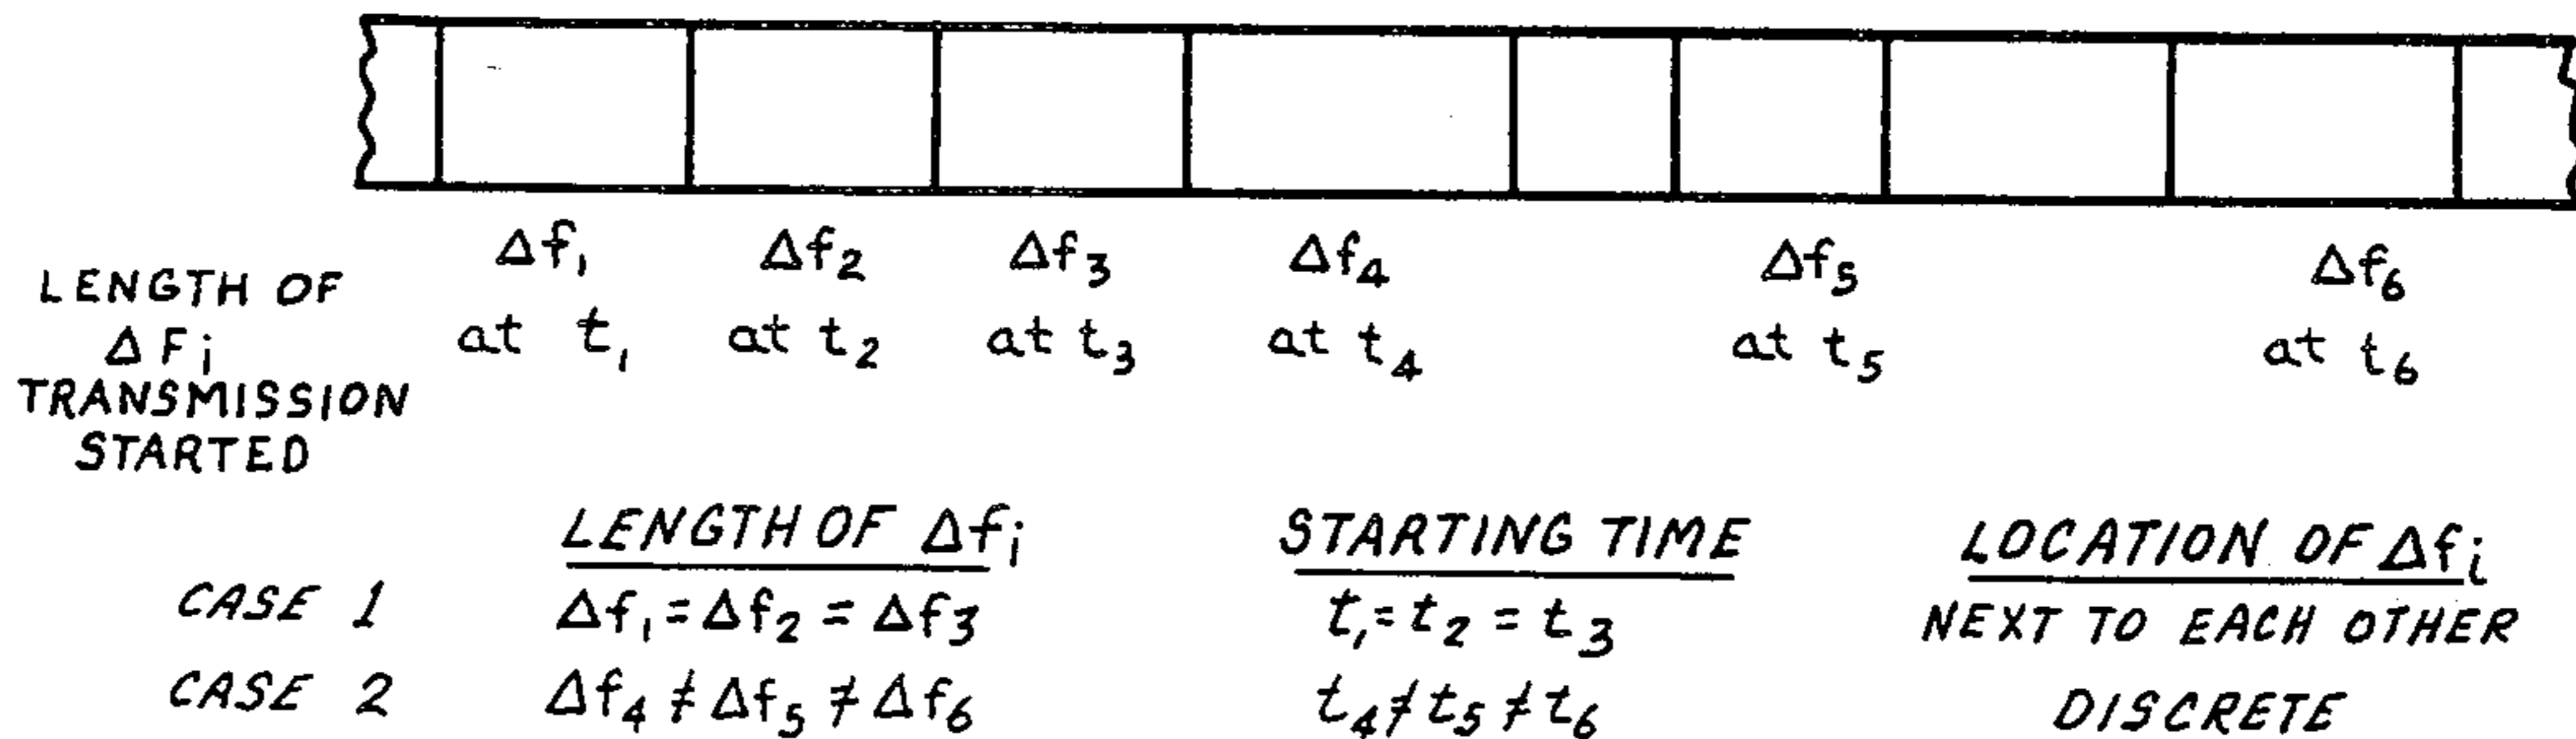 Δf₁ Δf₂ Δf₃ Δf₄ Δf₅ Δf₆
at t₁ at t₂ at t₃ at t₄ at t₅ at t₆
LENGTH OF
ΔFi
TRANSMISSION
STARTED
LENGTH OF Δfi STARTING TIME LOCATION OF Δfi
CASE 1 Δf₁ = Δf₂ = Δf₃ t₁ = t₂ = t₃ NEXT TO EACH OTHER
CASE 2 Δf₄ ≠ Δf₅ ≠ Δf₆ t₄ ≠ t₅ ≠ t₆ DISCRETE